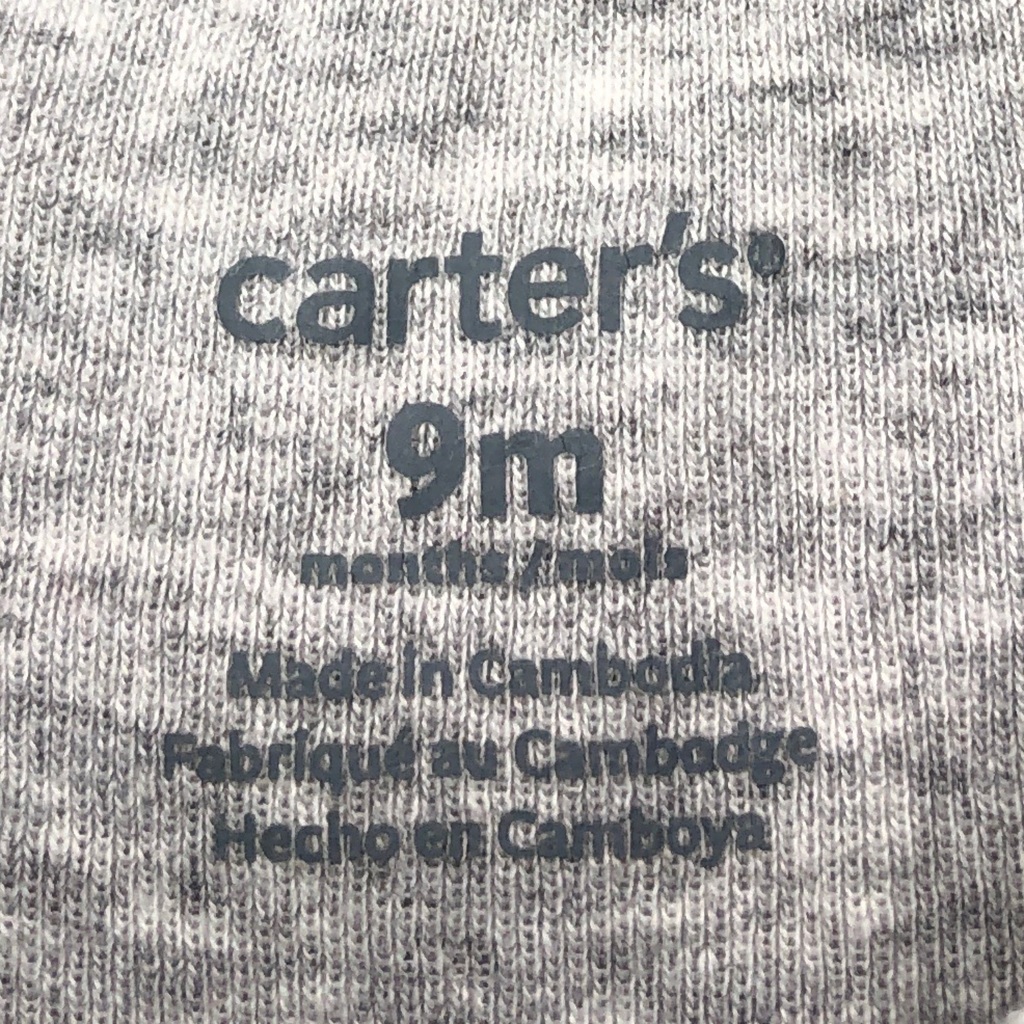 carter's®
9m
months/mois
Made in Cambodia
Fabriqué au Cambodge
Hecho en Camboya